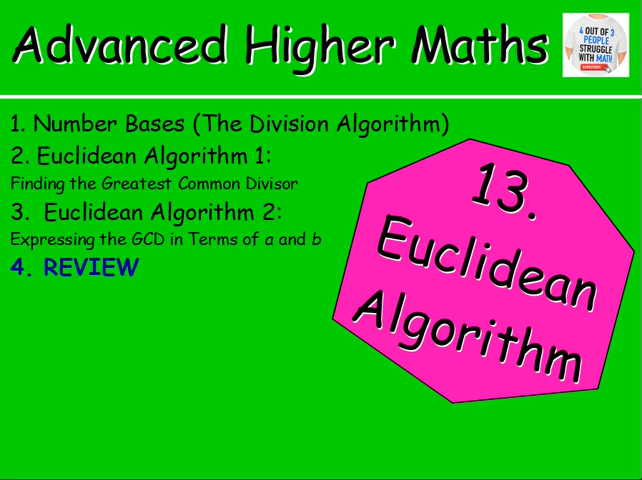 Advanced Higher Maths
4 OUT OF 3
PEOPLE
STRUGGLE
WITH MATH
1. Number Bases (The Division Algorithm)
2. Euclidean Algorithm 1:
Finding the Greatest Common Divisor
3. Euclidean Algorithm 2:
Expressing the GCD in Terms of a and b
4. REVIEW
13.
Euclidean
Algorithm